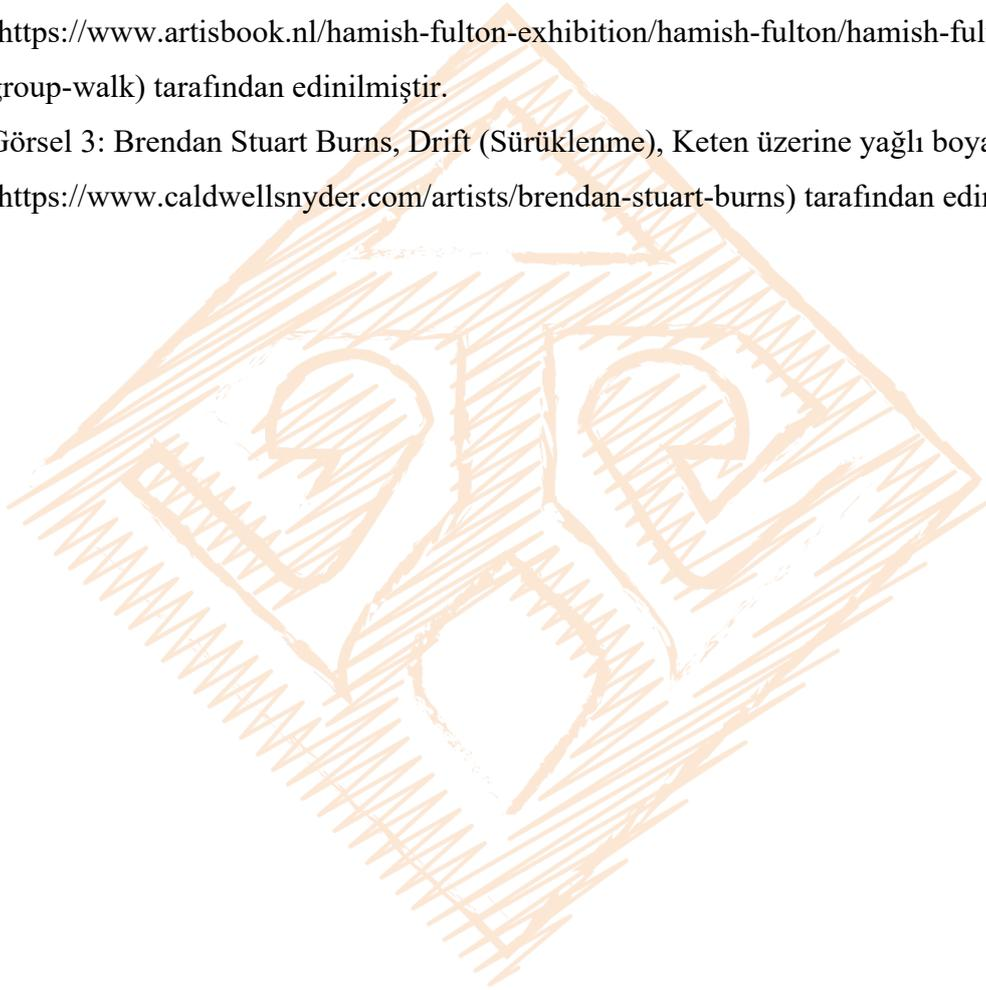 https://www.artisbook.nl/hamish-fulton-exhibition/hamish-fulton/hamish-ful
group-walk) tarafından edinilmiştir.
Görsel 3: Brendan Stuart Burns, Drift (Sürüklenme), Keten üzerine yağlı boya
https://www.caldwellsnyder.com/artists/brendan-stuart-burns) tarafından edin